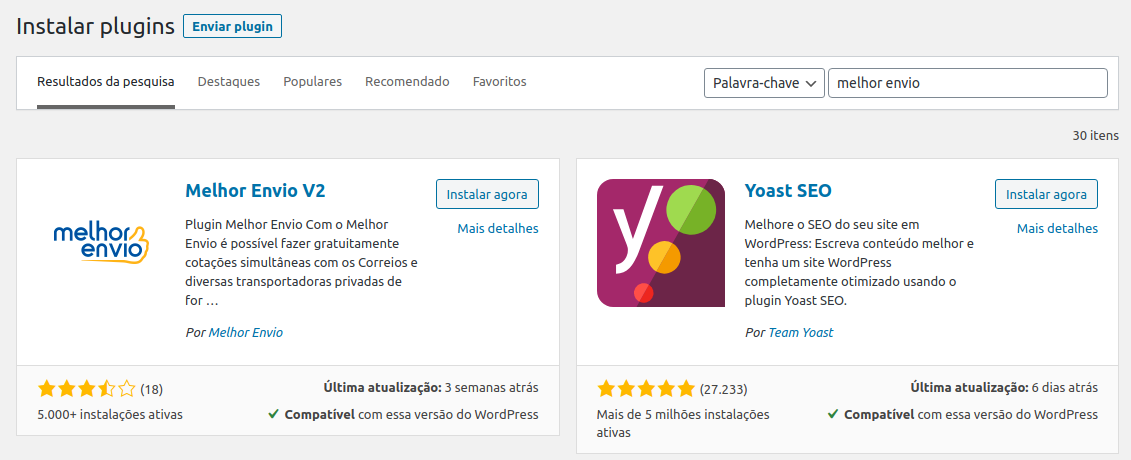 Instalar plugins Enviar plugin
Resultados da pesquisa Destaques Populares Recomendado Favoritos Palavra-chave melhor envio
30 itens
melhor
envio
Melhor Envio V2
Instalar agora
Mais detalhes
Plugin Melhor Envio Com o Melhor
Envio é possível fazer gratuitamente
cotações simultâneas com os Correios e
diversas transportadoras privadas de
for ...
Por Melhor Envio
(18)
5.000+ instalações ativas
Última atualização: 3 semanas atrás
Compatível com essa versão do WordPress
y
Yoast SEO
Instalar agora
Mais detalhes
Melhore o SEO do seu site em
WordPress: Escreva conteúdo melhor e
tenha um site WordPress
completamente otimizado usando o
plugin Yoast SEO.
Por Team Yoast
(27.233)
Mais de 5 milhões instalações
ativas
Última atualização: 6 dias atrás
Compatível com essa versão do WordPress